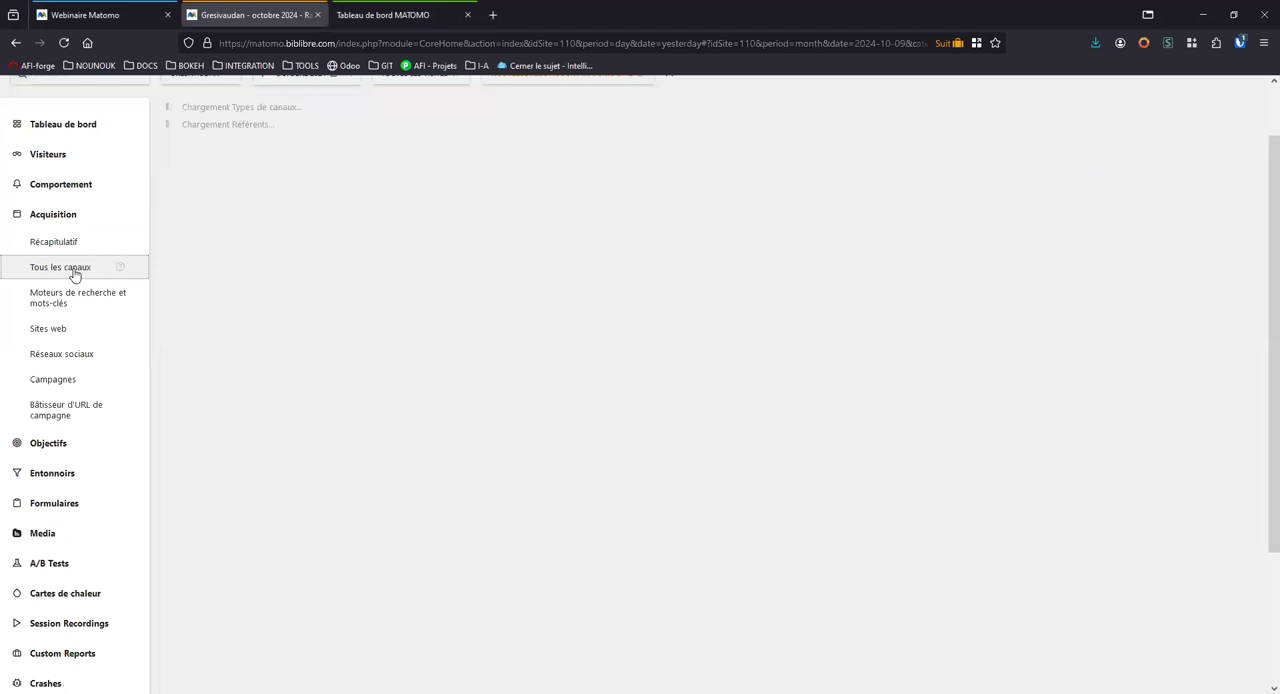 Webinaire Matomo
Gresivaudan - octobre 2024 - Ra
Tableau de bord MATOMO
https://matomo.biblibre.com/index.php?module=CoreHome&action=index&idSite=110&period=day&date=yesterday#?idSite=110&period=month&date=2024-10-09&cate
Suit
AFI-forge
NOUNOUK
DOCS
BOKEH
INTEGRATION
TOOLS
Odoo
GIT
AFI - Projets
I-A
Cerner le sujet - Intelli...
Chargement Types de canaux...
Chargement Référents...
Tableau de bord
Visiteurs
Comportement
Acquisition
Récapitulatif
Tous les canaux
Moteurs de recherche et
mots-clés
Sites web
Réseaux sociaux
Campagnes
Bâtisseur d'URL de
campagne
Objectifs
Entonnoirs
Formulaires
Media
A/B Tests
Cartes de chaleur
Session Recordings
Custom Reports
Crashes